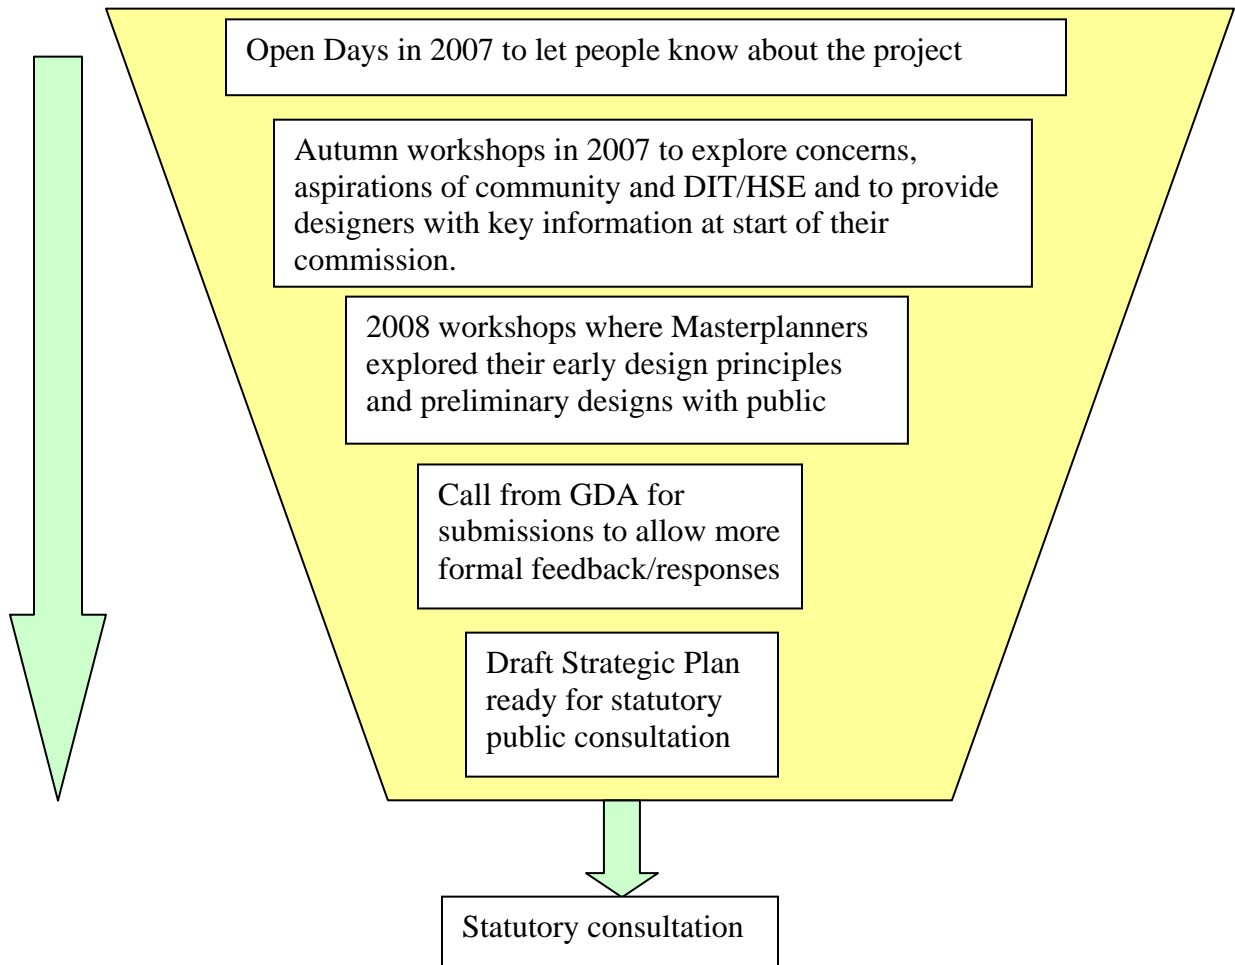 Open Days in 2007 to let people know about the project
Autumn workshops in 2007 to explore concerns,
aspirations of community and DIT/HSE and to provide
designers with key information at start of their
commission.
2008 workshops where Masterplanners
explored their early design principles
and preliminary designs with public
Call from GDA for
submissions to allow more
formal feedback/responses
Draft Strategic Plan
ready for statutory
public consultation
Statutory consultation